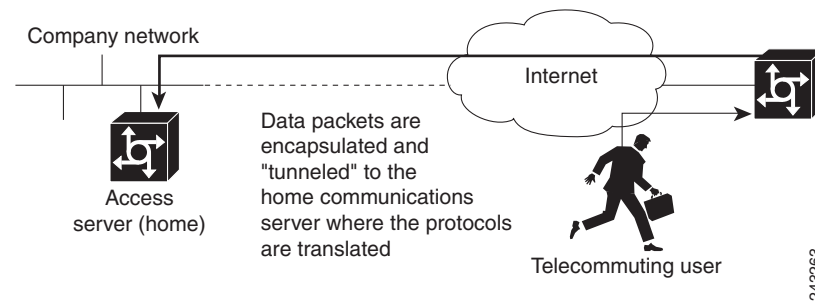 Company network
Internet
Data packets are
encapsulated and
"tunneled" to the
home communications
server where the protocols
are translated
Access
server (home)
Telecommuting user